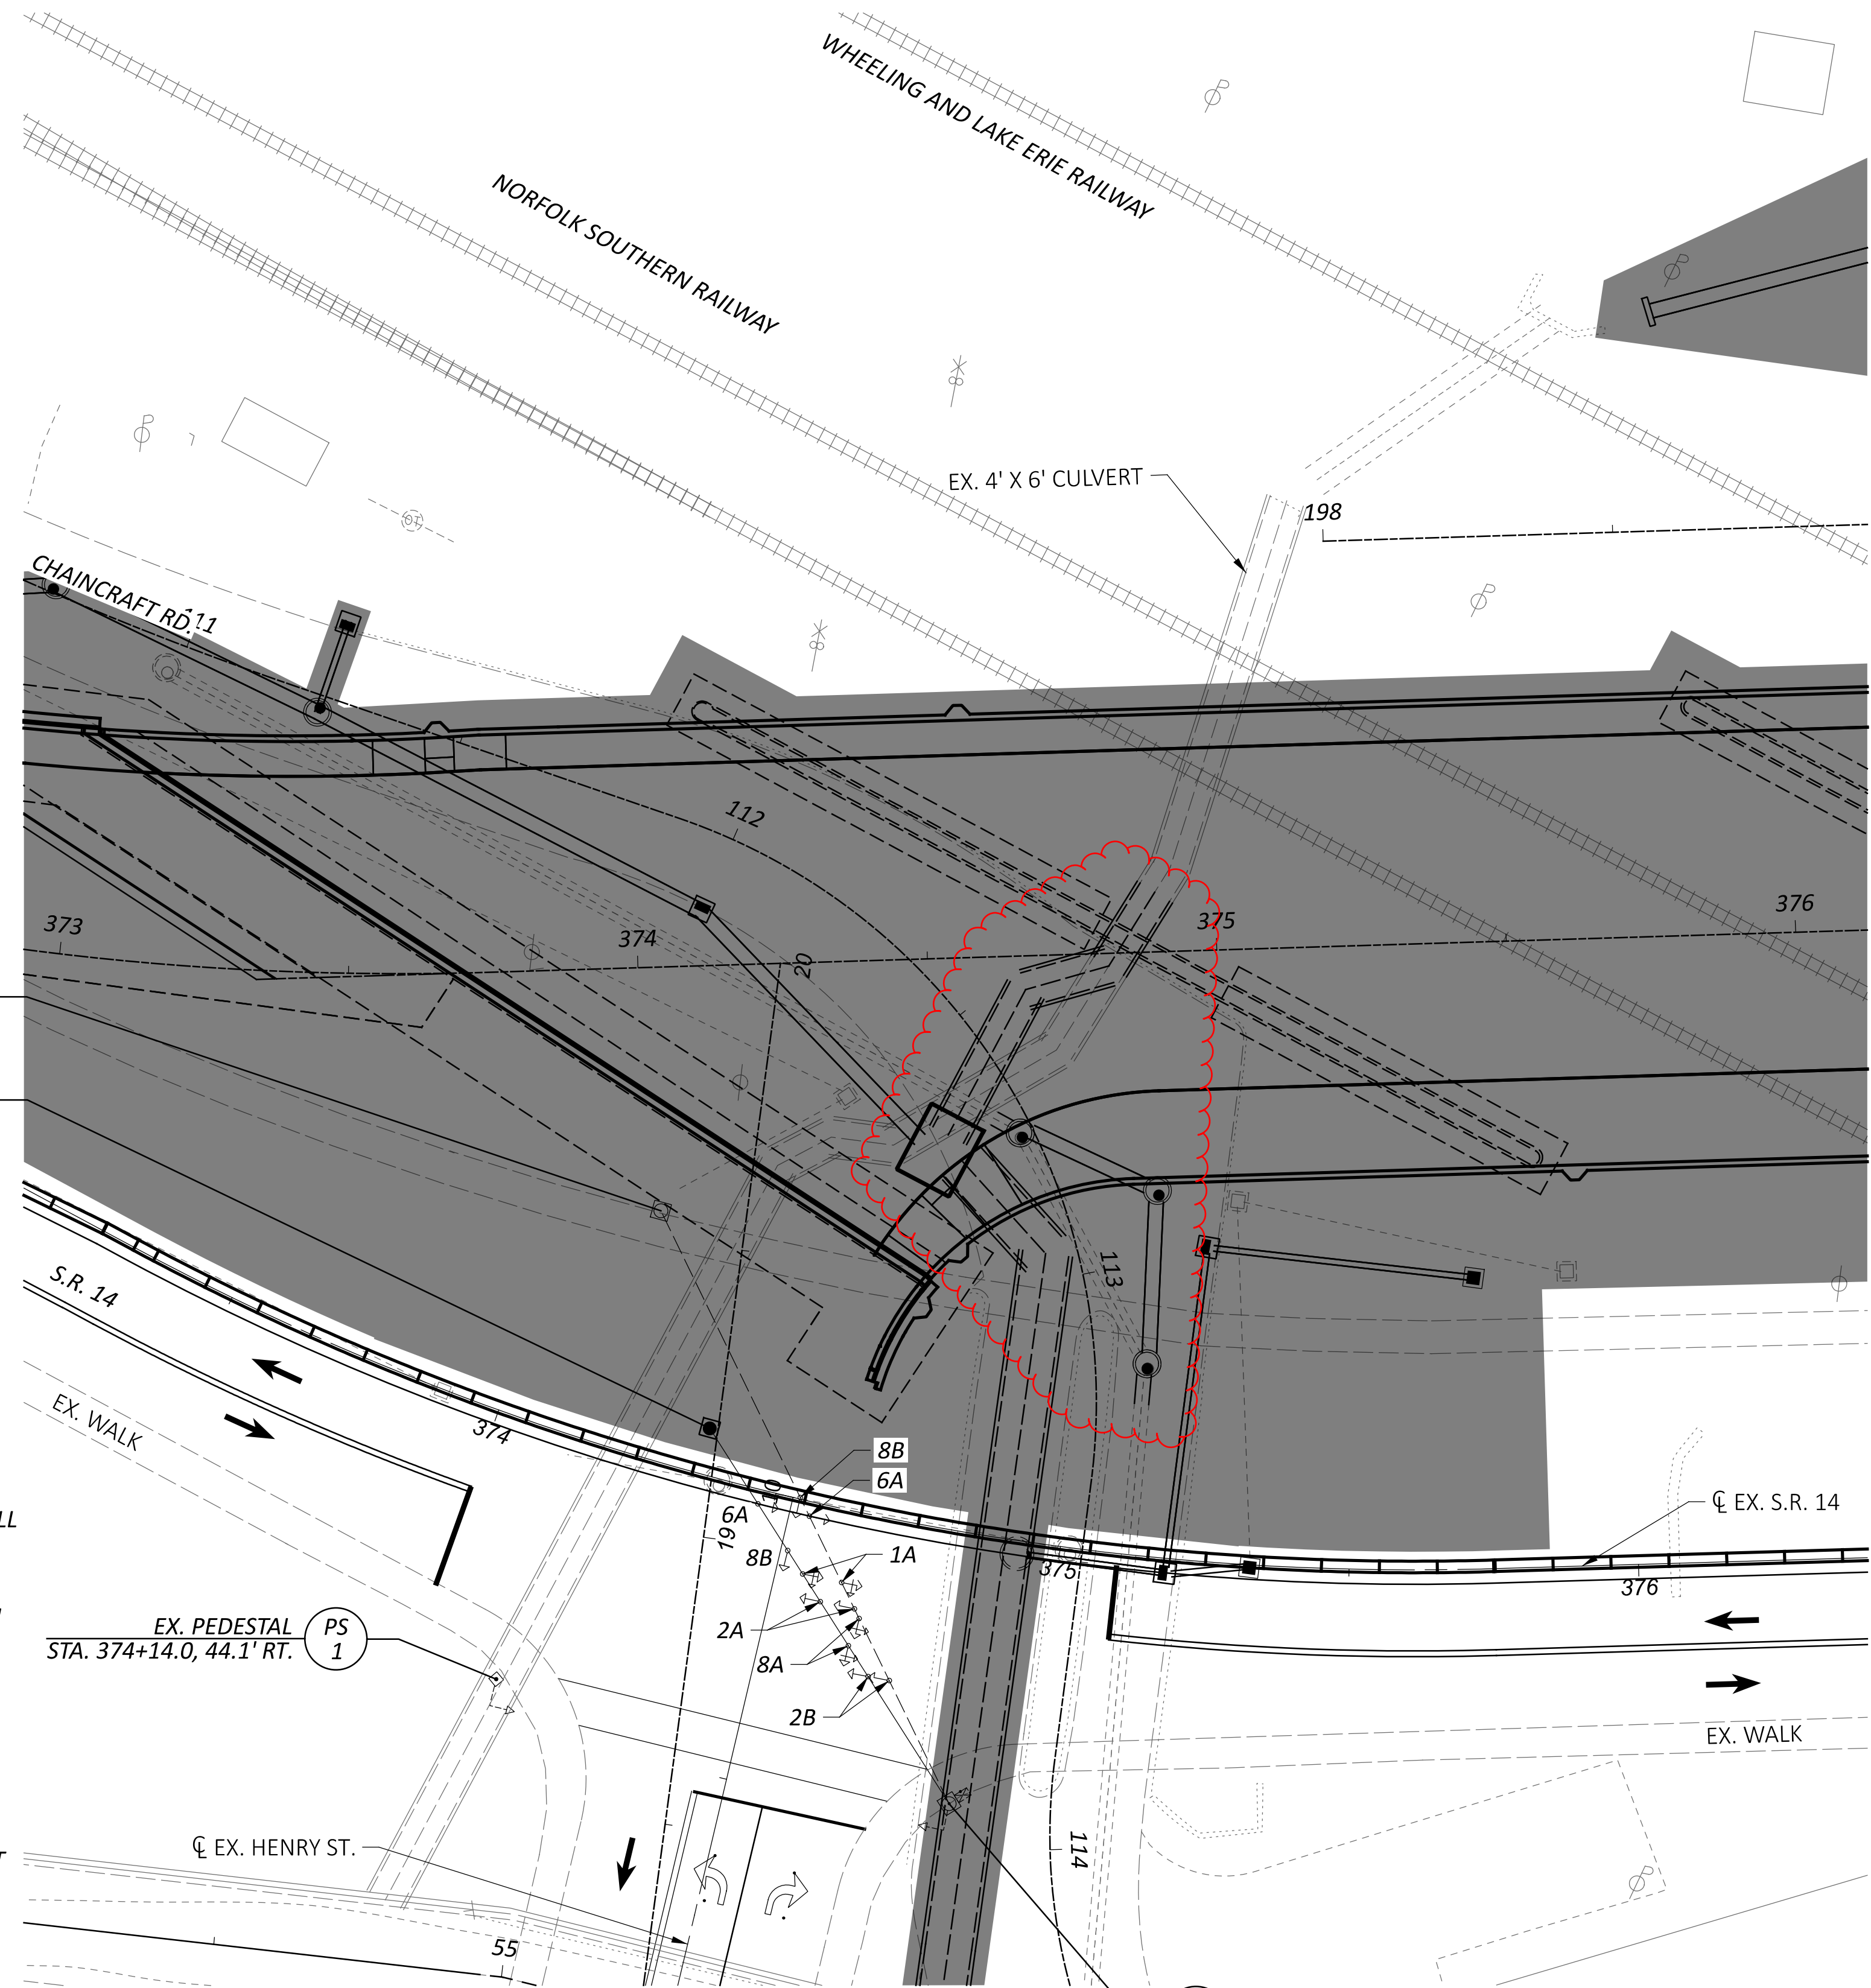 WHEELING AND LAKE ERIE RAILWAY
NORFOLK SOUTHERN RAILWAY
EX. 4' X 6' CULVERT
198
OT
CHAINCRAFT RD.
112
373
374
375
376
20
113
S.R. 14
EX. WALK
374
10
19
8B
6A
6A
8B
1A
2A
8A
2B
℄ EX. S.R. 14
375
376
EX. PEDESTAL
STA. 374+14.0, 44.1' RT.
PS
1
EX. WALK
℄ EX. HENRY ST.
114
55